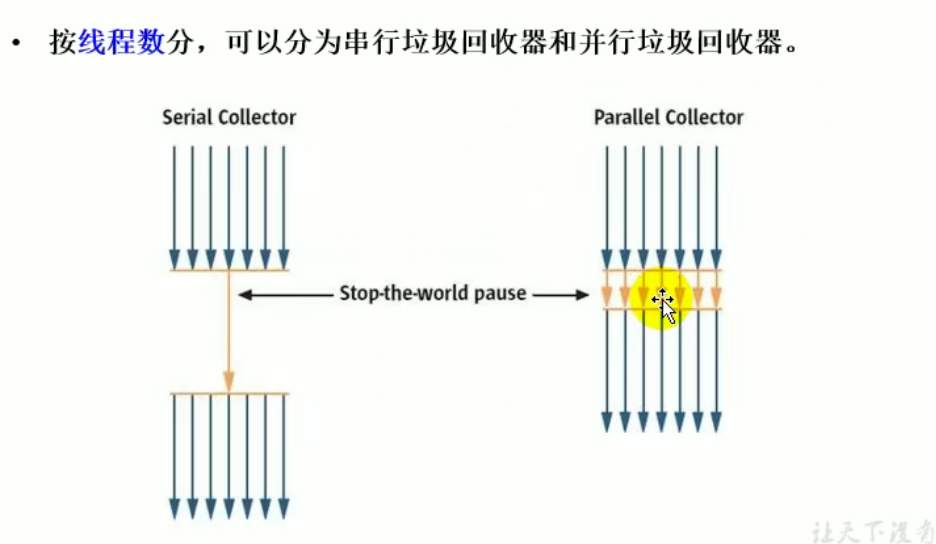 • 按线程数分，可以分为串行垃圾回收器和并行垃圾回收器。
Serial Collector
Parallel Collector
Stop-the-world pause
让天下没有